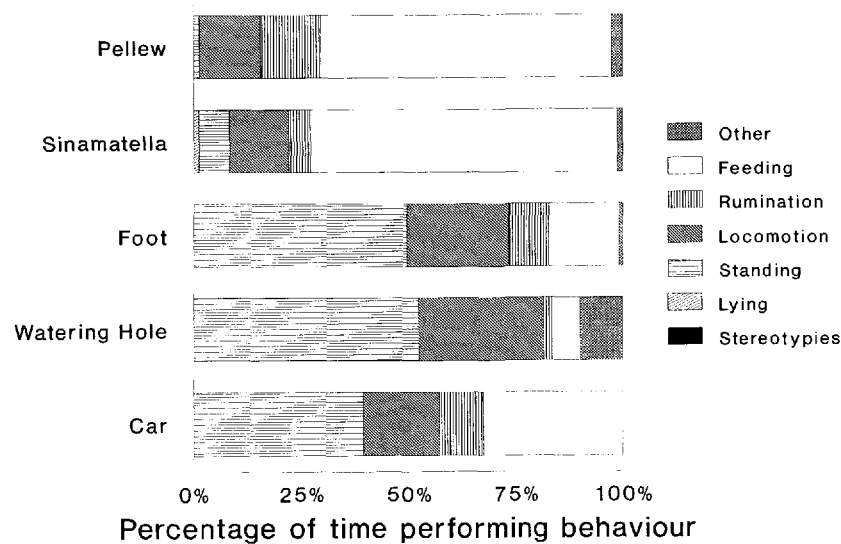 Pellew
Sinamatella
Foot
Watering Hole
Car
Other
Feeding
Rumination
Locomotion
Standing
Lying
Stereotypies
0% 25% 50% 75% 100%
Percentage of time performing behaviour